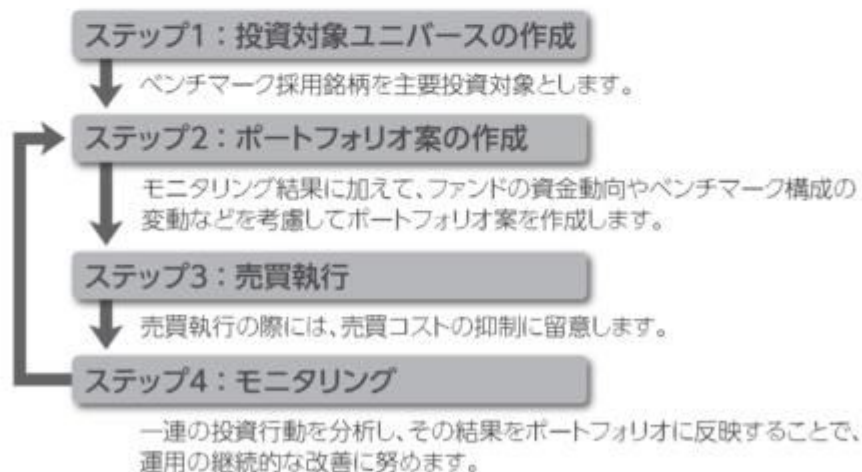 ステップ1：投資対象ユニバースの作成
ベンチマーク採用銘柄を主要投資対象とします。
ステップ2：ポートフォリオ案の作成
モニタリング結果に加えて、ファンドの資金動向やベンチマーク構成の
変動などを考慮してポートフォリオ案を作成します。
ステップ3：売買執行
売買執行の際には、売買コストの抑制に留意します。
ステップ4：モニタリング
一連の投資行動を分析し、その結果をポートフォリオに反映することで、
運用の継続的な改善に努めます。